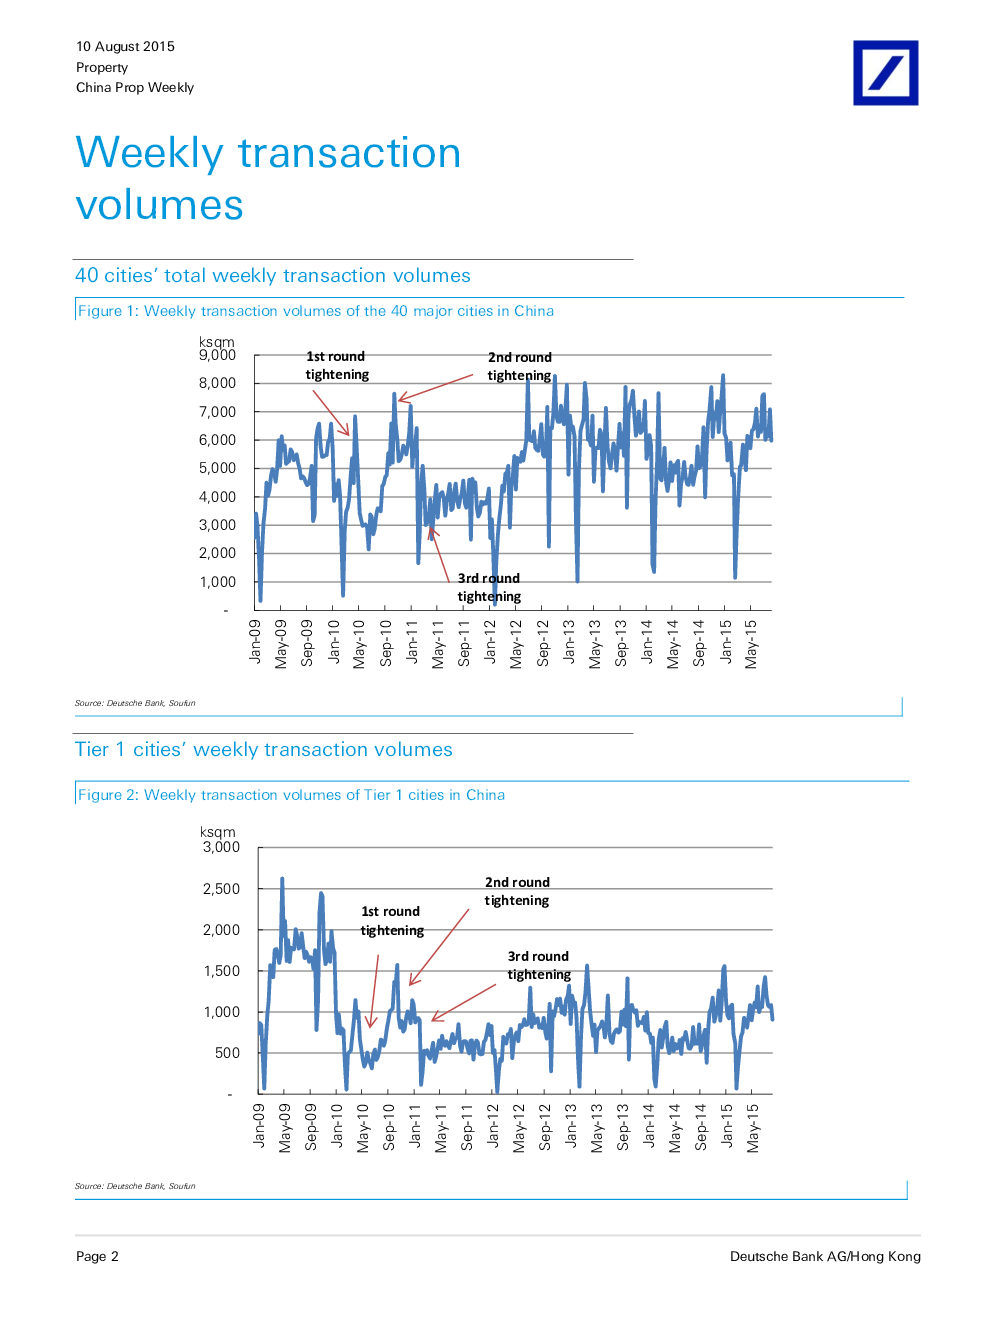 10 August 2015
Property
China Prop Weekly
Weekly transaction
volumes
40 cities’ total weekly transaction volumes
Figure 1: Weekly transaction volumes of the 40 major cities in China
ksqm
9,000
8,000
7,000
6,000
5,000
4,000
3,000
2,000
1,000
-
1st round
tightening
2nd round
tightening
3rd round
tightening
Jan-09
May-09
Sep-09
Jan-10
May-10
Sep-10
Jan-11
May-11
Sep-11
Jan-12
May-12
Sep-12
Jan-13
May-13
Sep-13
Jan-14
May-14
Sep-14
Jan-15
May-15
Source: Deutsche Bank, Soufun
Tier 1 cities’ weekly transaction volumes
Figure 2: Weekly transaction volumes of Tier 1 cities in China
ksqm
3,000
2,500
2,000
1,500
1,000
500
-
1st round
tightening
2nd round
tightening
3rd round
tightening
Jan-09
May-09
Sep-09
Jan-10
May-10
Sep-10
Jan-11
May-11
Sep-11
Jan-12
May-12
Sep-12
Jan-13
May-13
Sep-13
Jan-14
May-14
Sep-14
Jan-15
May-15
Source: Deutsche Bank, Soufun
Page 2
Deutsche Bank AG/Hong Kong